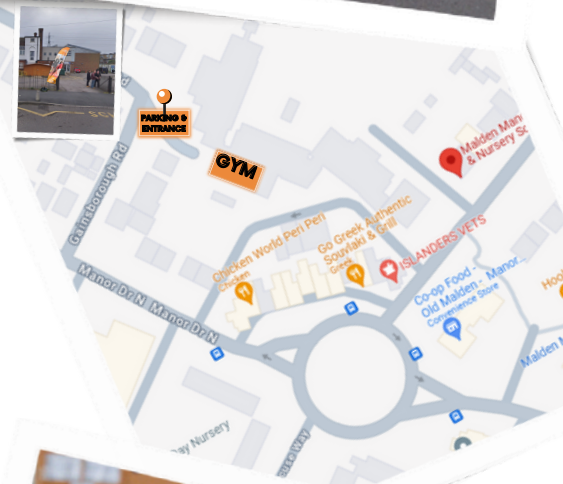 PARKING &
ENTRANCE
GYM
Gainsborough Rd
Malden Man
& Nursery Sc
Chicken World Peri Peri
Chicken
Go Greek Authentic
Souvlaki & Grill
Greek
ISLANDERS VETS
Manor Dr N
Manor Dr N
Co-op Food -
Old Malden - Manor...
Convenience Store
Malden
Nursery